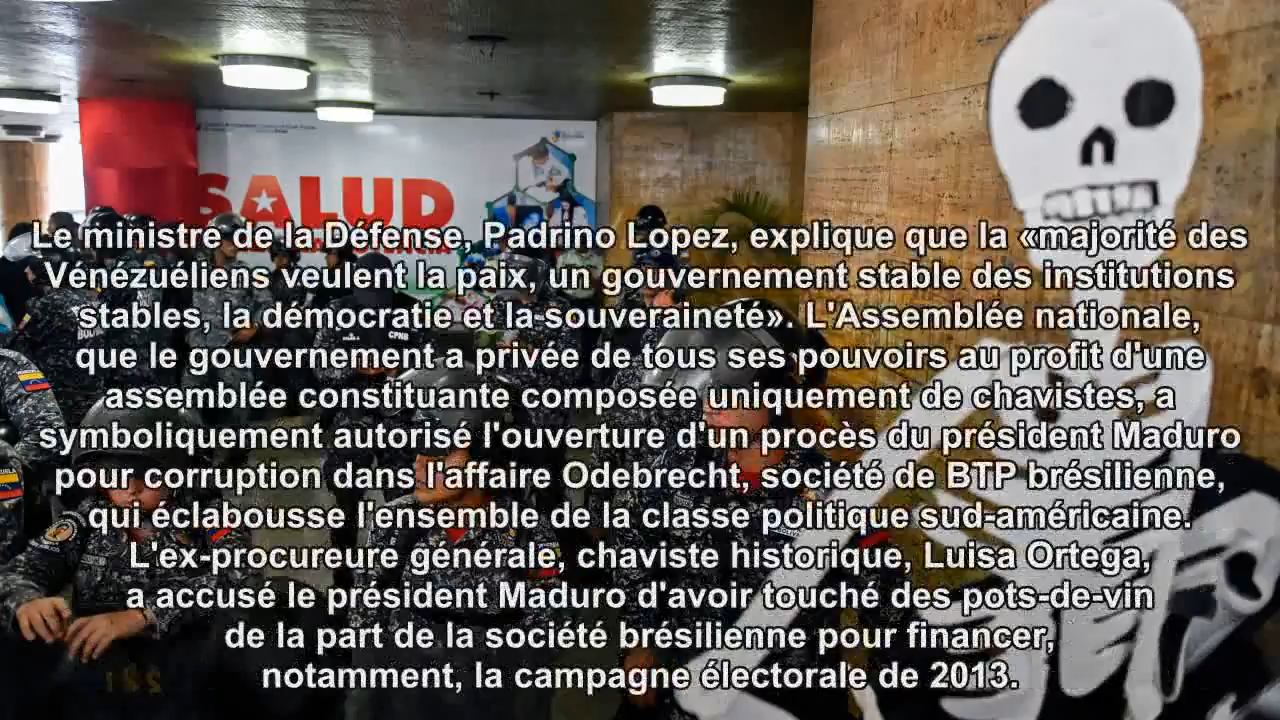 SALUD
Le ministre de la Défense, Padrino Lopez, explique que la «majorité des
Vénézuéliens veulent la paix, un gouvernement stable des institutions
stables, la démocratie et la souveraineté». L'Assemblée nationale,
que le gouvernement a privée de tous ses pouvoirs au profit d'une
assemblée constituante composée uniquement de chavistes, a
symboliquement autorisé l'ouverture d'un procès du président Maduro
pour corruption dans l'affaire Odebrecht, société de BTP brésilienne,
qui éclabousse l'ensemble de la classe politique sud-américaine.
L'ex-procureure générale, chaviste historique, Luisa Ortega,
a accusé le président Maduro d'avoir touché des pots-de-vin
de la part de la société brésilienne pour financer,
notamment, la campagne électorale de 2013.
CPNB